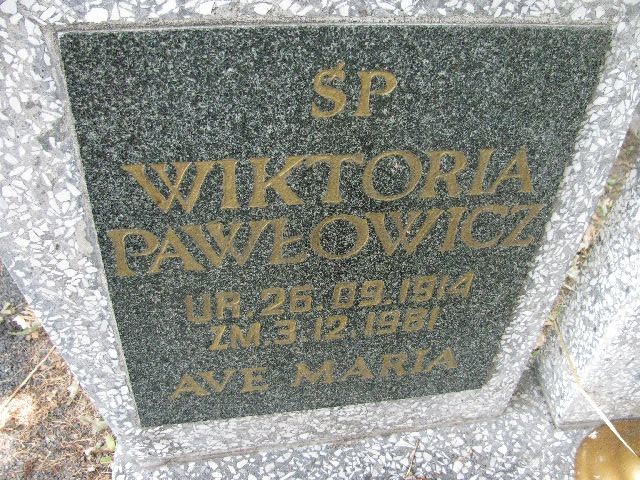 ŚP
WIKTORIA
PAWŁOWICZ
UR. 26.09.1914
ZM.3.12.1981
AVE MARIA